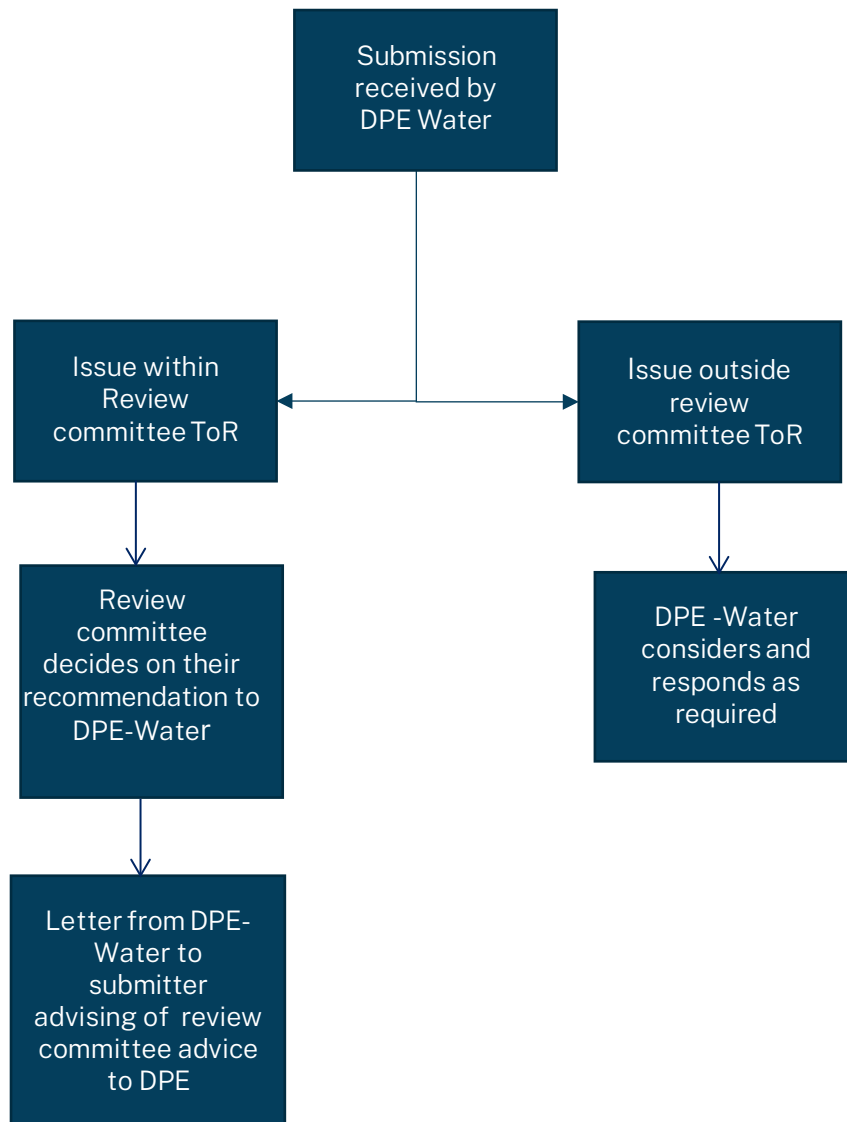 Submission
received by
DPE Water
Issue within
Review
committee ToR
Issue outside
review
committee ToR
Review
committee
decides on their
recommendation to
DPE-Water
DPE -Water
considers and
responds as
required
Letter from DPE-
Water to
submitter
advising of review
committee advice
to DPE